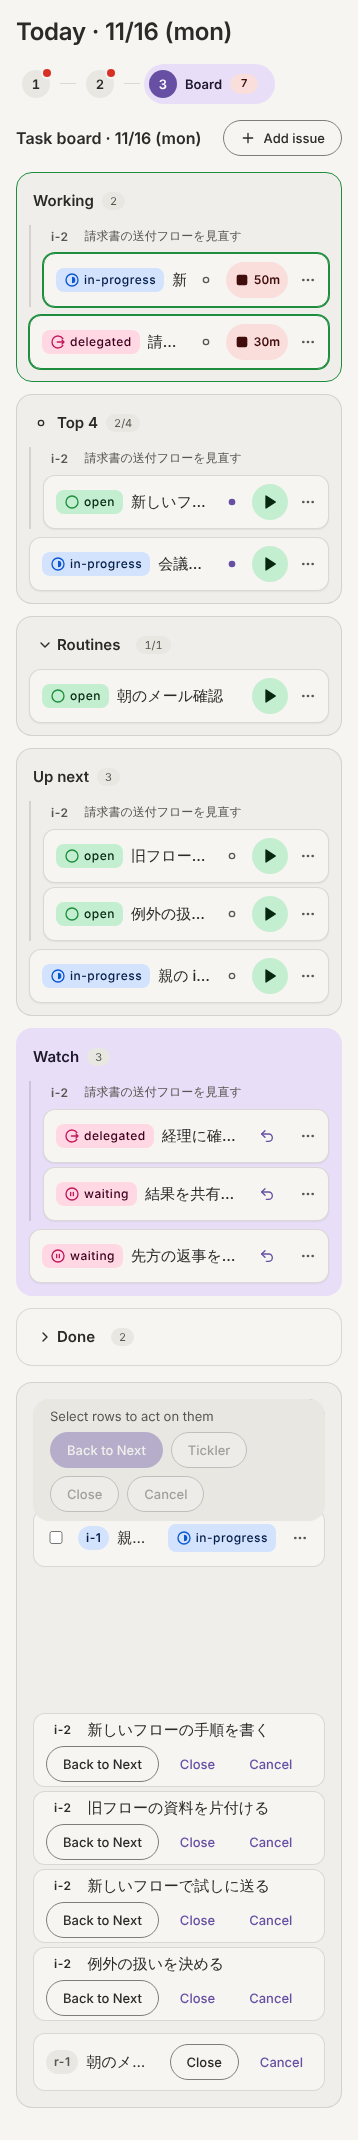 Today · 11/16 (mon)
1 2 3 Board 7
Task board · 11/16 (mon) + Add issue
Working 2
i-2 請求書の送付フローを見直す
in-progress 新 50m
delegated 請... 30m
Top 4 2/4
i-2 請求書の送付フローを見直す
open 新しいフ...
in-progress 会議...
Routines 1/1
open 朝のメール確認
Up next 3
i-2 請求書の送付フローを見直す
open 旧フロー...
open 例外の扱...
in-progress 親の i...
Watch 3
i-2 請求書の送付フローを見直す
delegated 経理に確...
waiting 結果を共有...
waiting 先方の返事を...
Done 2
Select rows to act on them
Back to Next Tickler
Close Cancel
i-1 親... in-progress
i-2 新しいフローの手順を書く
Back to Next Close Cancel
i-2 旧フローの資料を片付ける
Back to Next Close Cancel
i-2 新しいフローで試しに送る
Back to Next Close Cancel
i-2 例外の扱いを決める
Back to Next Close Cancel
r-1 朝のメ... Close Cancel